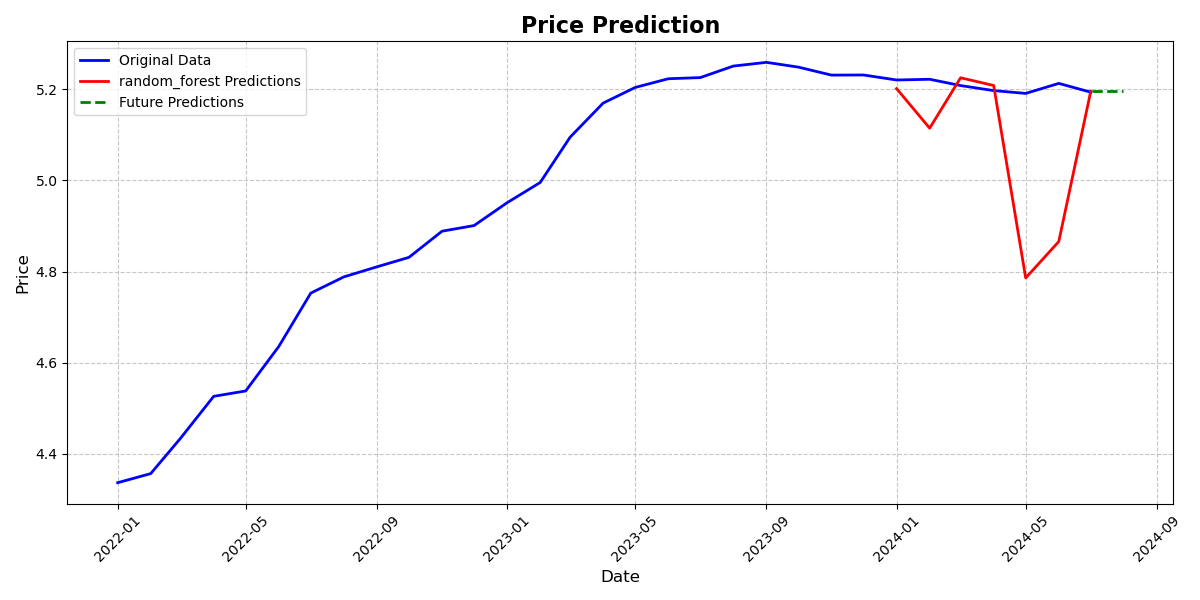 Price Prediction
Original Data
random_forest Predictions
Future Predictions
Price
5.2
5.0
4.8
4.6
4.4
2022-01
2022-05
2022-09
2023-01
2023-05
2023-09
2024-01
2024-05
2024-09
Date